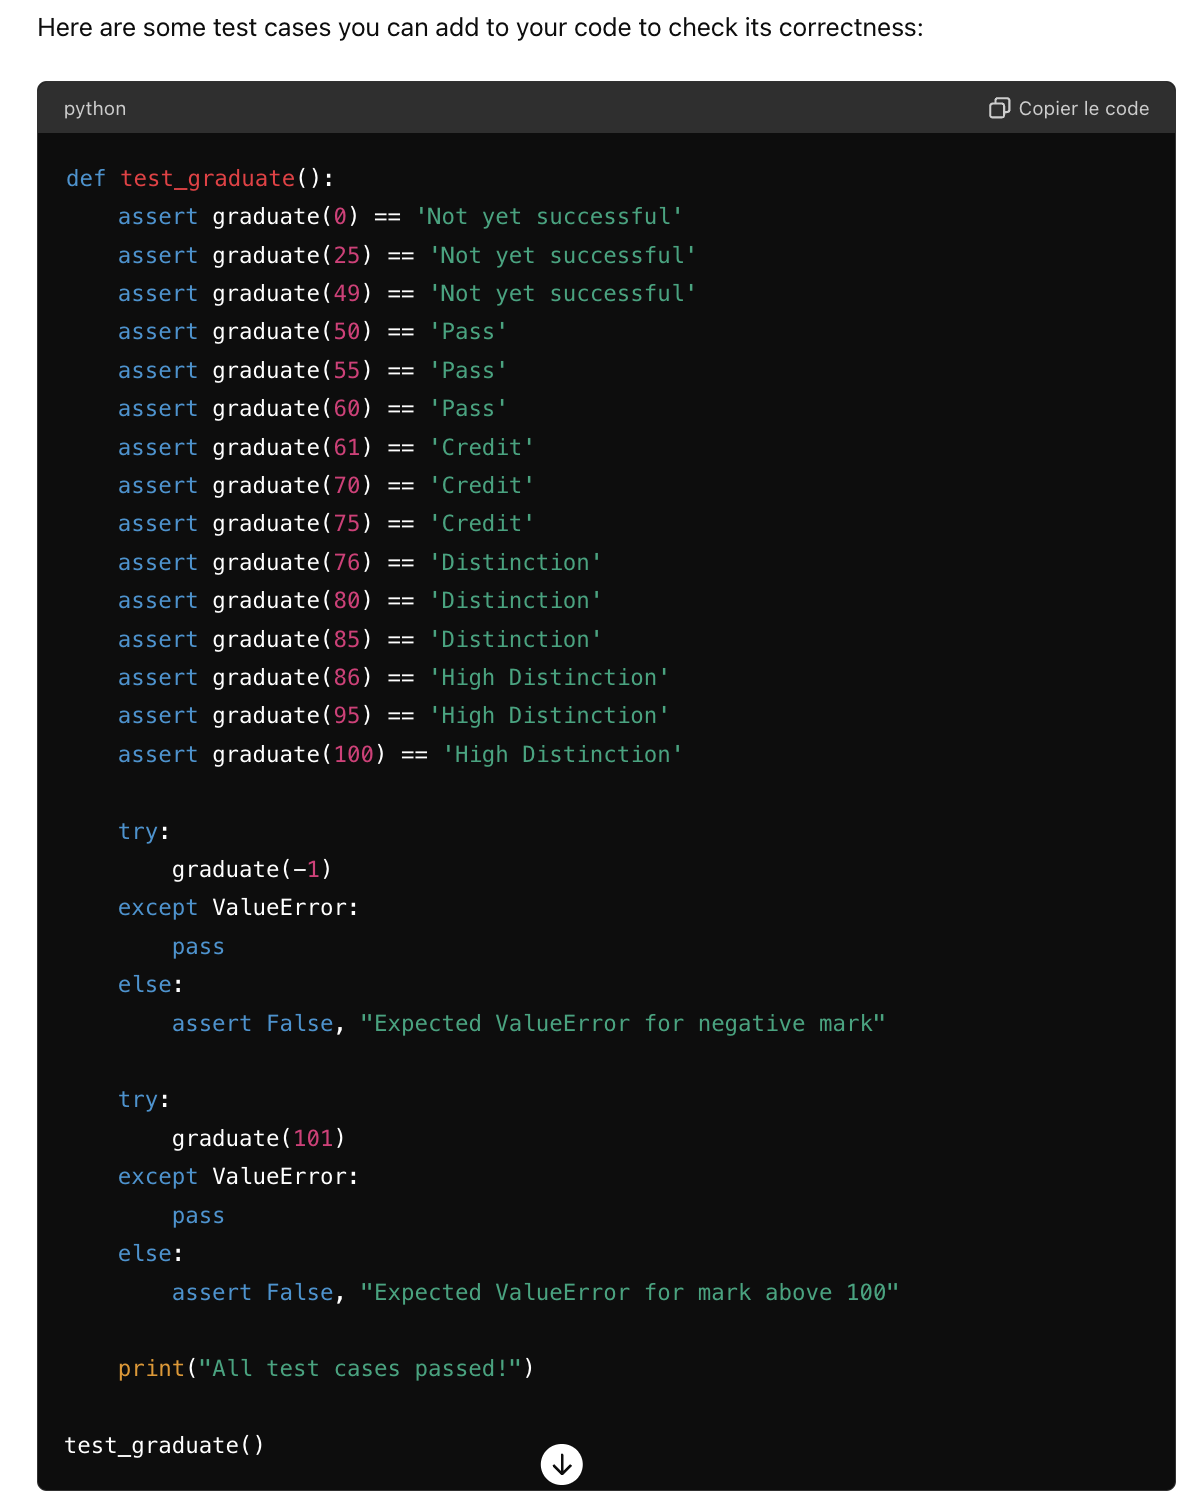 Here are some test cases you can add to your code to check its correctness:
python
Copier le code
def test_graduate():
    assert graduate(0) == 'Not yet successful'
    assert graduate(25) == 'Not yet successful'
    assert graduate(49) == 'Not yet successful'
    assert graduate(50) == 'Pass'
    assert graduate(55) == 'Pass'
    assert graduate(60) == 'Pass'
    assert graduate(61) == 'Credit'
    assert graduate(70) == 'Credit'
    assert graduate(75) == 'Credit'
    assert graduate(76) == 'Distinction'
    assert graduate(80) == 'Distinction'
    assert graduate(85) == 'Distinction'
    assert graduate(86) == 'High Distinction'
    assert graduate(95) == 'High Distinction'
    assert graduate(100) == 'High Distinction'
    try:
        graduate(-1)
    except ValueError:
        pass
    else:
        assert False, "Expected ValueError for negative mark"
    try:
        graduate(101)
    except ValueError:
        pass
    else:
        assert False, "Expected ValueError for mark above 100"
    print("All test cases passed!")
test_graduate()